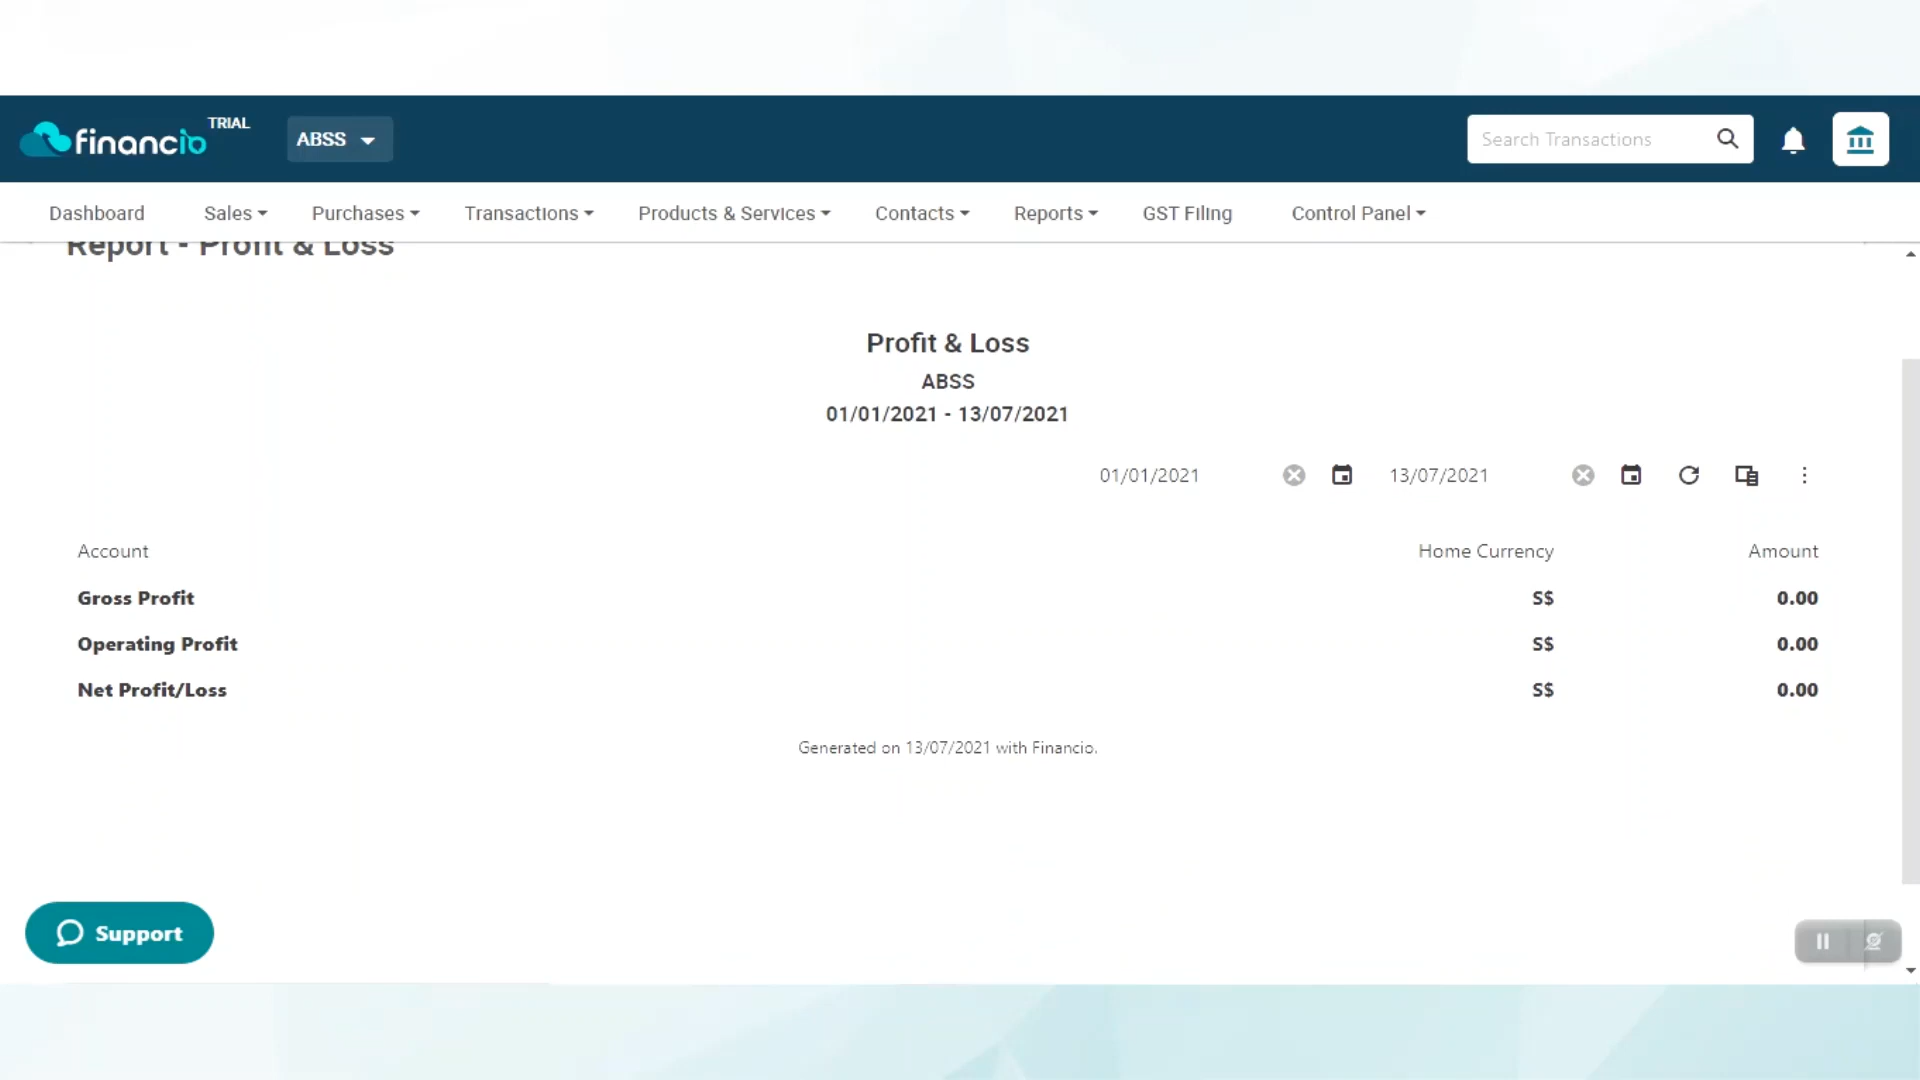 financio TRIAL
ABSS
Search Transactions
Dashboard Sales Purchases Transactions Products & Services Contacts Reports GST Filing Control Panel
Report - Profit & Loss
Profit & Loss
ABSS
01/01/2021 - 13/07/2021
01/01/2021 13/07/2021
Account Home Currency Amount
Gross Profit S$ 0.00
Operating Profit S$ 0.00
Net Profit/Loss S$ 0.00
Generated on 13/07/2021 with Financio.
Support